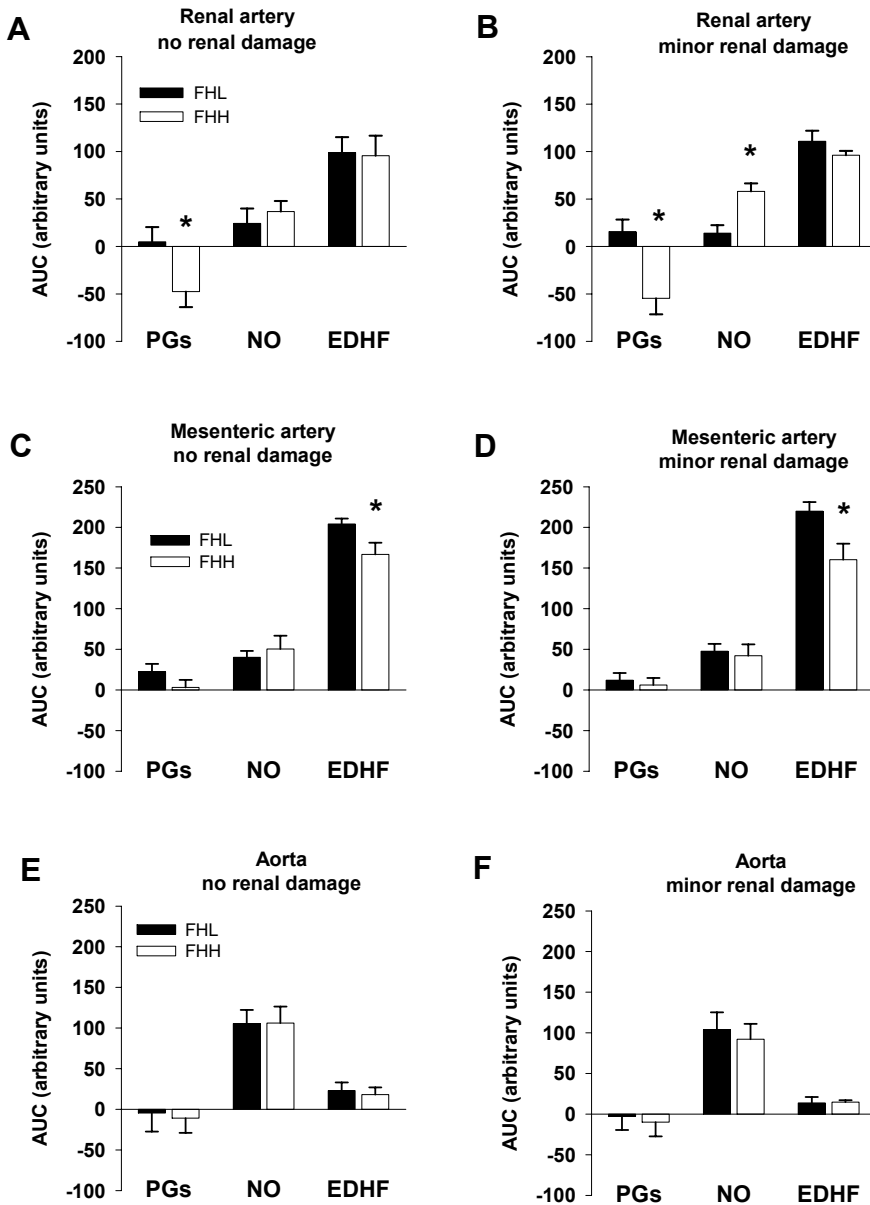 A
Renal artery
no renal damage
200
150
100
50
0
-50
-100
AUC (arbitrary units)
FHL
FHH
*
PGs NO EDHF
B
Renal artery
minor renal damage
200
150
100
50
0
-50
-100
AUC (arbitrary units)
*
*
PGs NO EDHF
C
Mesenteric artery
no renal damage
250
200
150
100
50
0
-50
-100
AUC (arbitrary units)
FHL
FHH
*
PGs NO EDHF
D
Mesenteric artery
minor renal damage
250
200
150
100
50
0
-50
-100
AUC (arbitrary units)
*
PGs NO EDHF
E
Aorta
no renal damage
250
200
150
100
50
0
-50
-100
AUC (arbitrary units)
FHL
FHH
PGs NO EDHF
F
Aorta
minor renal damage
250
200
150
100
50
0
-50
-100
AUC (arbitrary units)
PGs NO EDHF